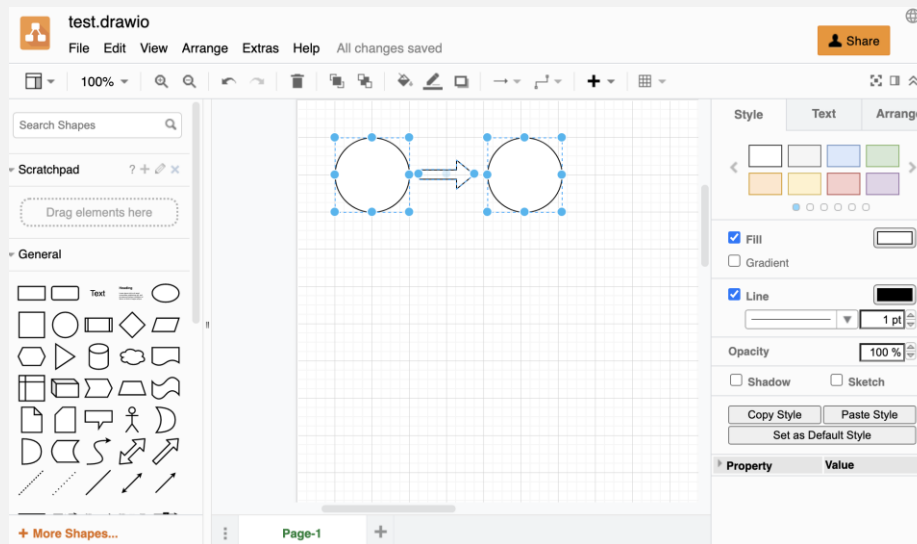 test.drawio
File Edit View Arrange Extras Help All changes saved
Share
100%
Search Shapes
Style Text Arrange
Scratchpad ?
Drag elements here
General
Text
Heading
Fill
Gradient
Line
1 pt
Opacity 100 %
Shadow Sketch
Copy Style Paste Style
Set as Default Style
Property Value
+ More Shapes...
Page-1